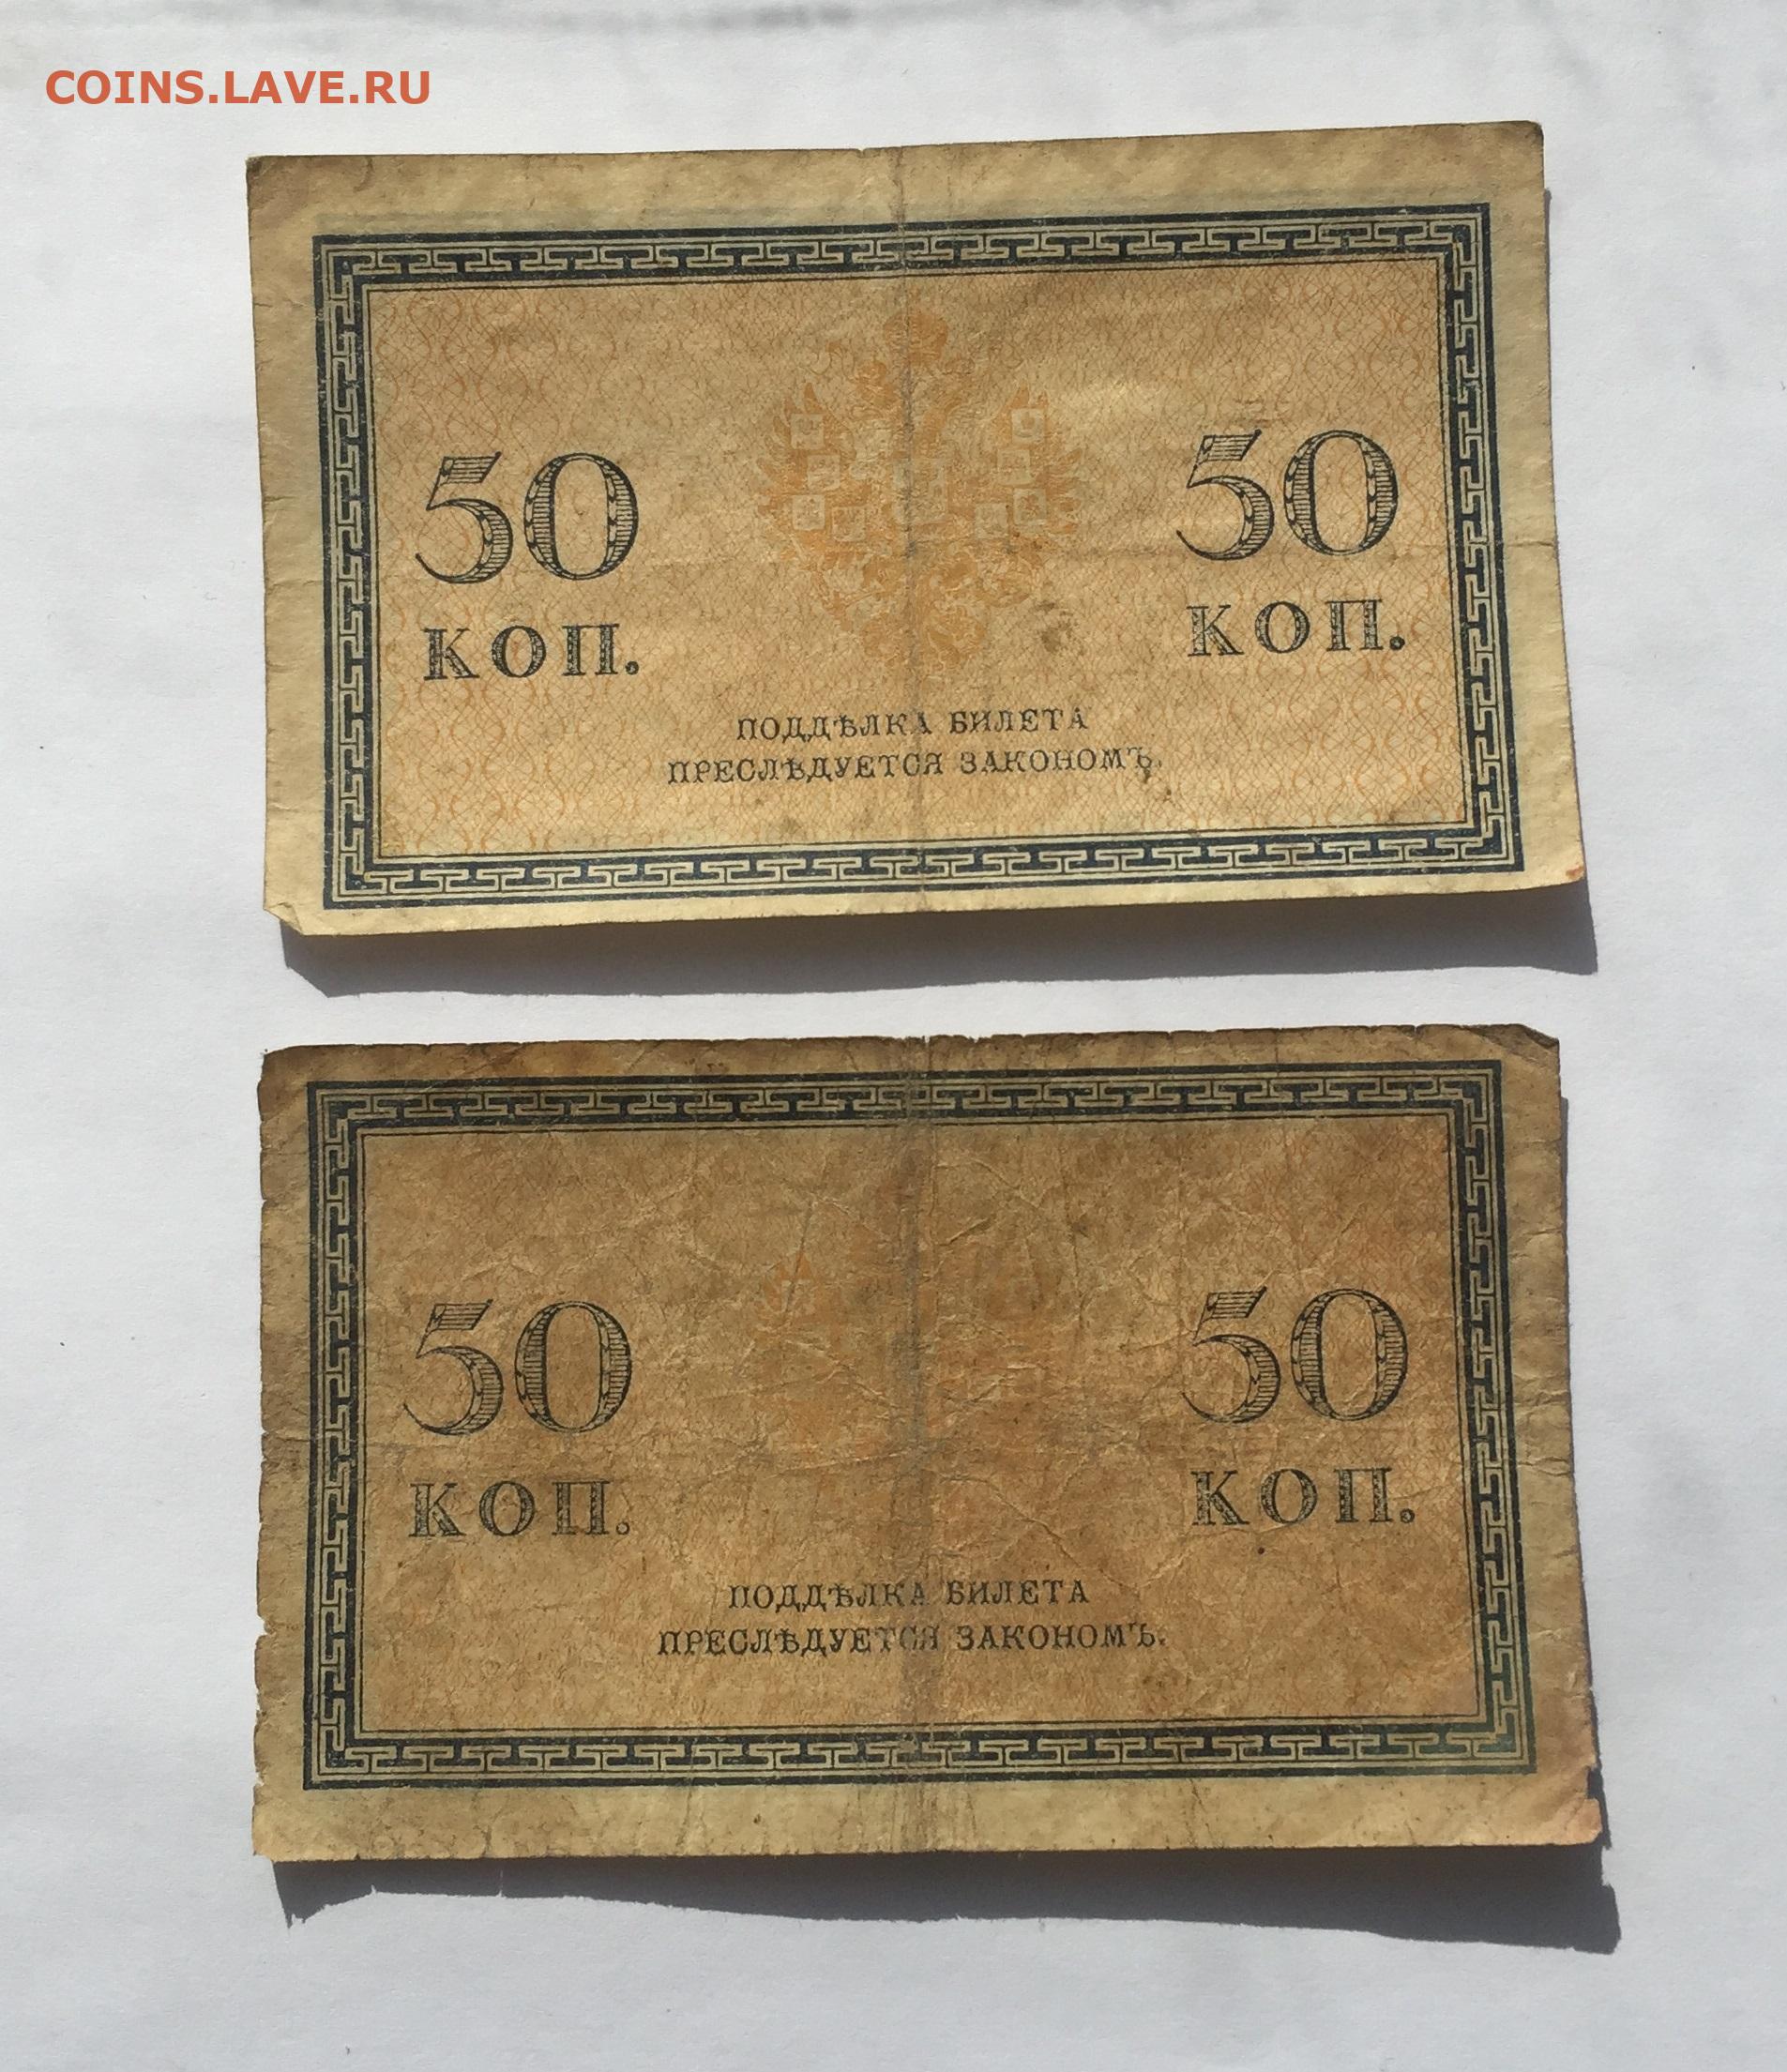 COINS.LAVE.RU
50 50
КОП. КОП.
ПОДДѢЛКА БИЛЕТА
ПРЕСЛѢДУЕТСЯ ЗАКОНОМЪ.
50 50
КОП. КОП.
ПОДДѢЛКА БИЛЕТА
ПРЕСЛѢДУЕТСЯ ЗАКОНОМЪ.